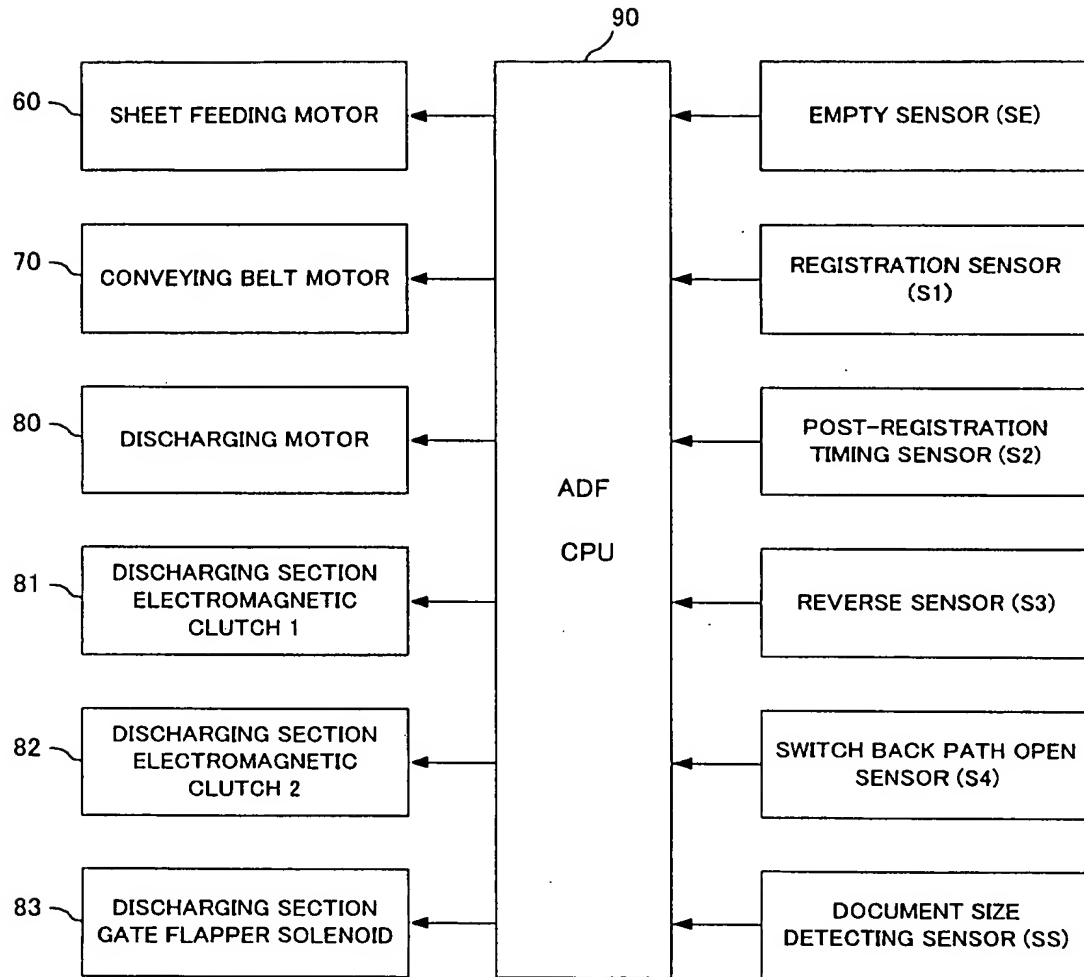 90
60
SHEET FEEDING MOTOR
EMPTY SENSOR (SE)
70
CONVEYING BELT MOTOR
REGISTRATION SENSOR
(S1)
80
DISCHARGING MOTOR
POST-REGISTRATION
TIMING SENSOR (S2)
ADF
CPU
81
DISCHARGING SECTION
ELECTROMAGNETIC
CLUTCH 1
REVERSE SENSOR (S3)
82
DISCHARGING SECTION
ELECTROMAGNETIC
CLUTCH 2
SWITCH BACK PATH OPEN
SENSOR (S4)
83
DISCHARGING SECTION
GATE FLAPPER SOLENOID
DOCUMENT SIZE
DETECTING SENSOR (SS)